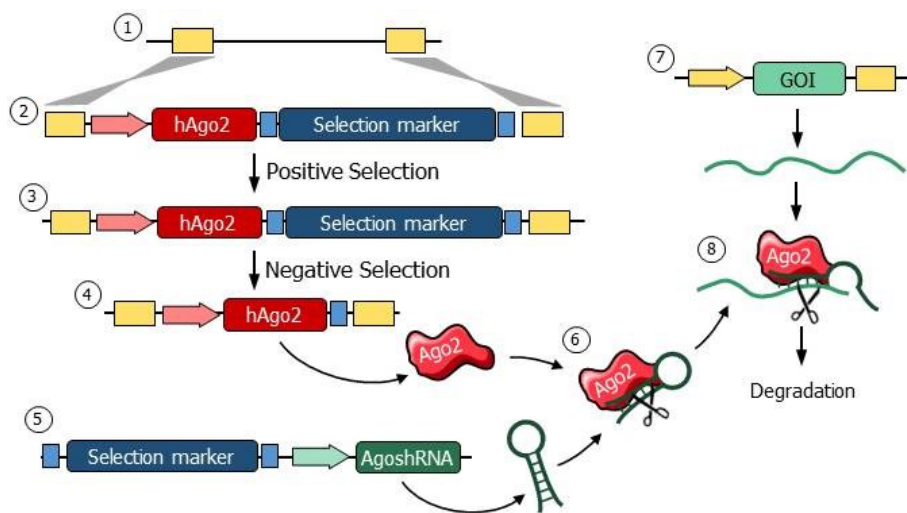 1
2
hAgo2
Selection marker
Positive Selection
3
hAgo2
Selection marker
Negative Selection
4
hAgo2
Ago2
5
Selection marker
AgoshRNA
6
Ago2
7
GOI
8
Ago2
Degradation